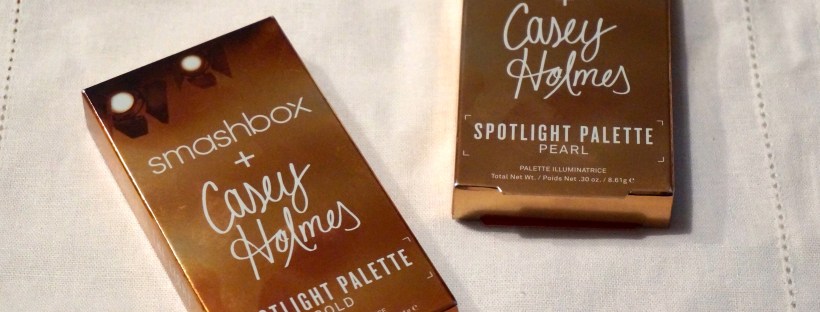 smashbox
+
Casey
Holmes
SPOTLIGHT PALETTE
GOLD
+
Casey
Holmes
SPOTLIGHT PALETTE
PEARL
PALETTE ILLUMINATRICE
Total Net Wt. / Poids Net .30 oz. / 8.61g ℮